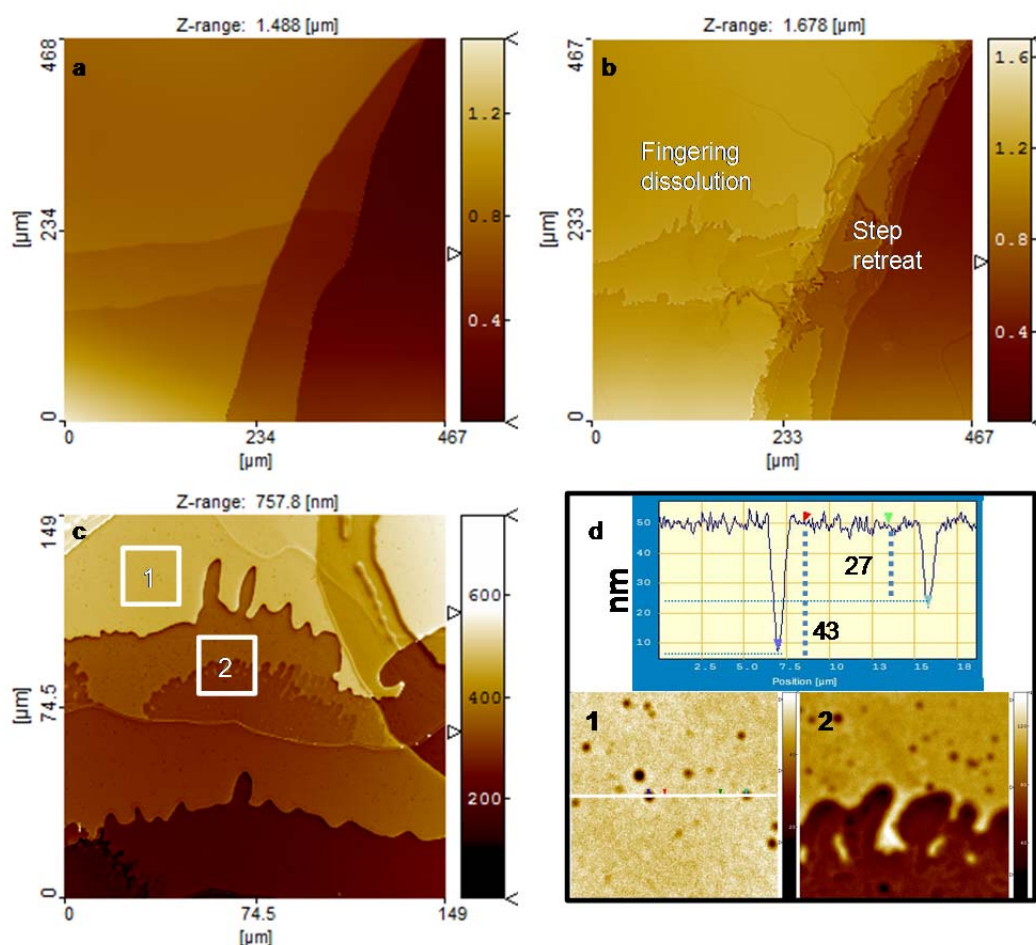 Z-range: 1.488 [µm]
a
468
234
0
[µm]
0
234
467
[µm]
1.2
0.8
0.4
Z-range: 1.678 [µm]
b
467
233
0
[µm]
Fingering
dissolution
Step
retreat
0
233
467
[µm]
1.6
1.2
0.8
0.4
Z-range: 757.8 [nm]
c
149
74.5
0
[µm]
1
2
0
74.5
149
[µm]
600
400
200
d
nm
50
40
30
20
10
27
43
2.5
5.0
7.5
10
13
15
18
Position [µm]
1
2